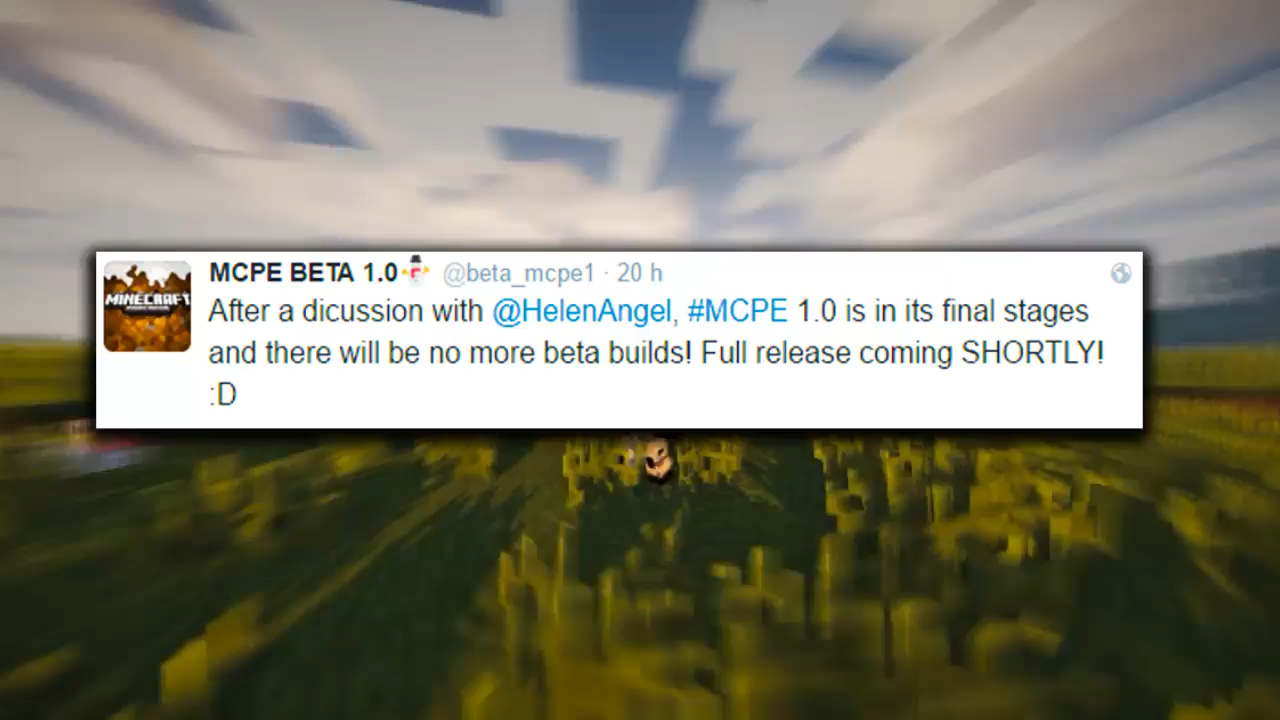 MCPE BETA 1.0⛄ @beta_mcpe1 · 20 h
After a dicussion with @HelenAngel, #MCPE 1.0 is in its final stages
and there will be no more beta builds! Full release coming SHORTLY!
:D
MINECRAFT